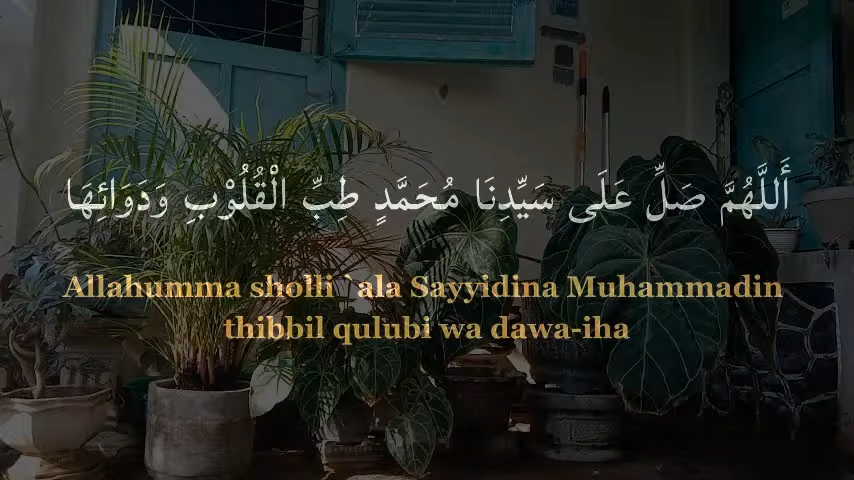 أَللَّهُمَّ صَلِّ عَلَى سَيِّدِنَا مُحَمَّدٍ طِبِّ الْقُلُوْبِ وَدَوَائِهَا
Allahumma sholli `ala Sayyidina Muhammadin
thibbil qulubi wa dawa-iha